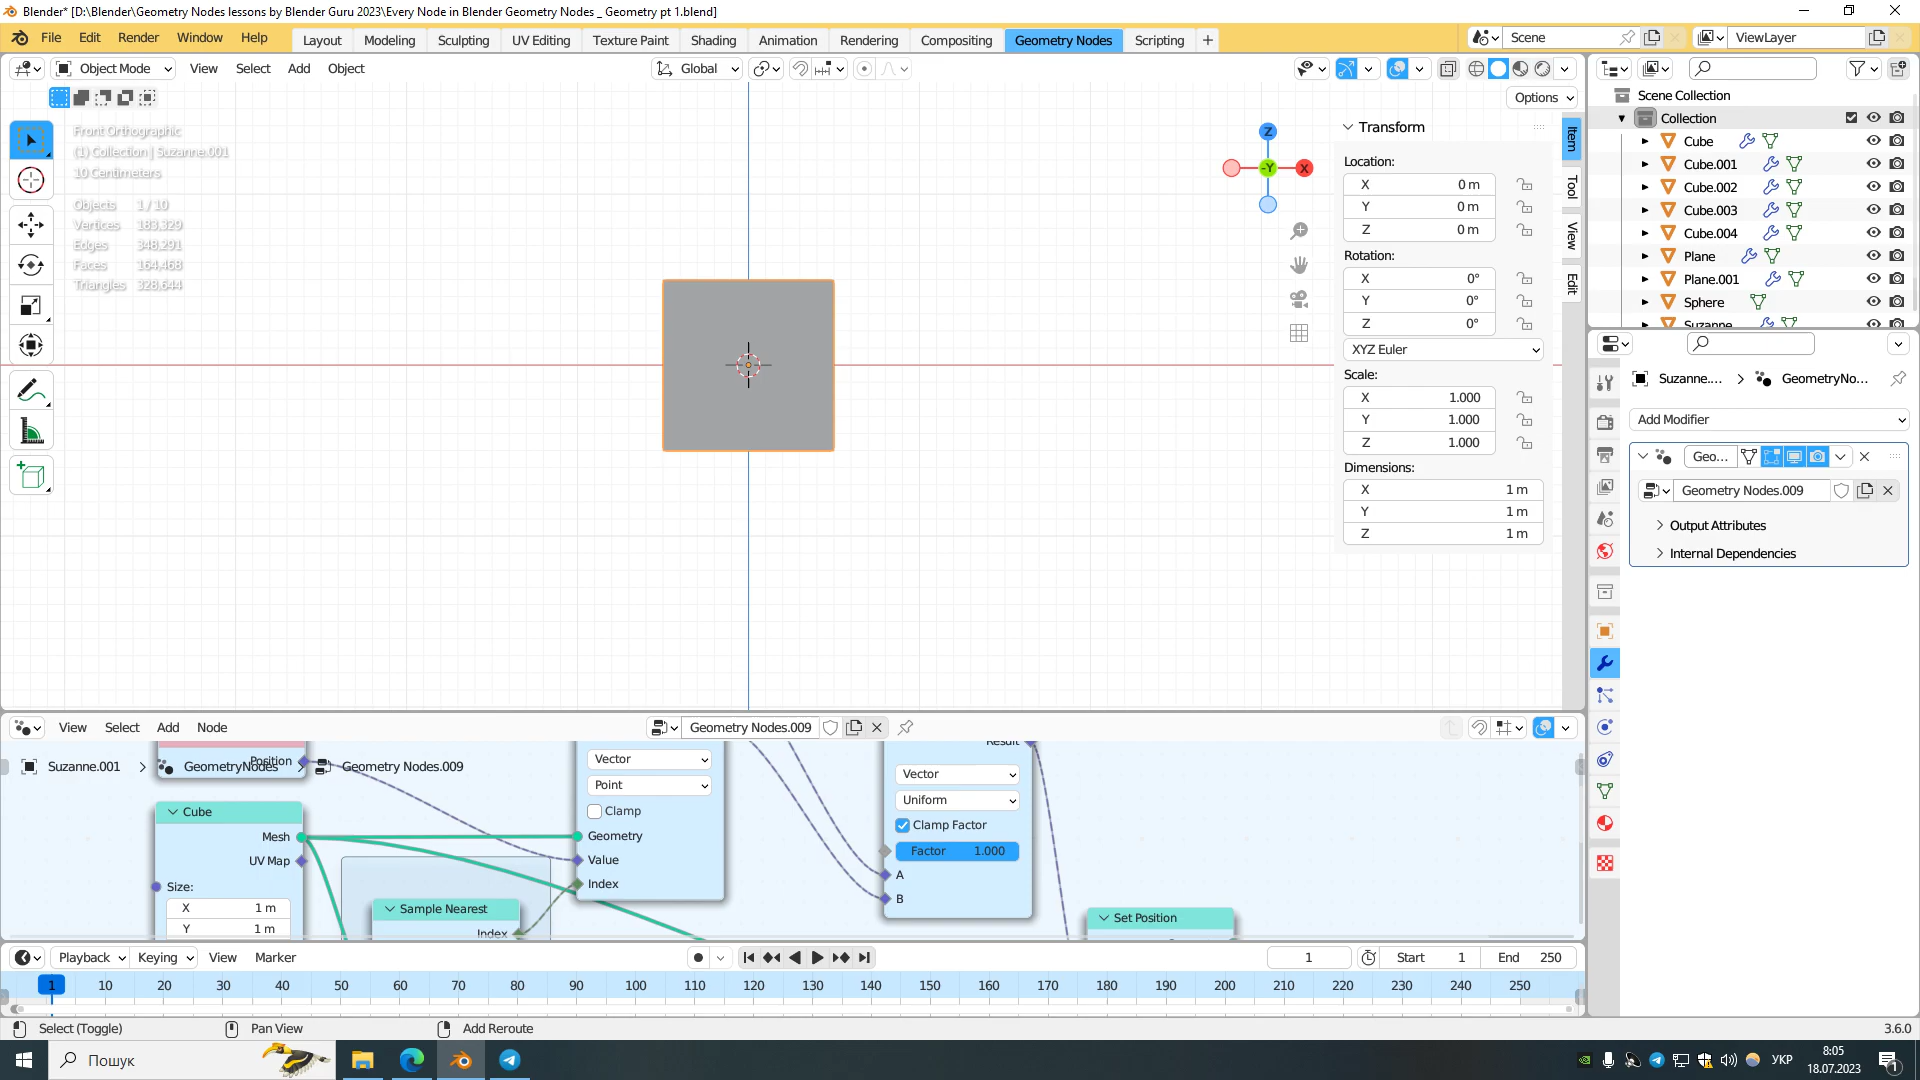 Blender* [D:\Blender\Geometry Nodes lessons by Blender Guru 2023\Every Node in Blender Geometry Nodes _ Geometry pt 1.blend]
File Edit Render Window Help Layout Modeling Sculpting UV Editing Texture Paint Shading Animation Rendering Compositing Geometry Nodes Scripting + Scene ViewLayer
Object Mode View Select Add Object Global
Options
Front Orthographic
(1) Collection | Suzanne.001
10 Centimeters
Objects 1 / 10
Vertices 183,329
Edges 348,291
Faces 164,468
Triangles 328,644
Z
-Y
X
Transform
Location:
X 0 m
Y 0 m
Z 0 m
Rotation:
X 0°
Y 0°
Z 0°
XYZ Euler
Scale:
X 1.000
Y 1.000
Z 1.000
Dimensions:
X 1 m
Y 1 m
Z 1 m
Item
Tool
View
Edit
Scene Collection
Collection
Cube
Cube.001
Cube.002
Cube.003
Cube.004
Plane
Plane.001
Sphere
Suzanne
Suzanne.... GeometryNo...
Add Modifier
Geo...
Geometry Nodes.009
Output Attributes
Internal Dependencies
View Select Add Node Geometry Nodes.009
Suzanne.001 GeometryNodes Geometry Nodes.009
Position
Cube
Mesh
UV Map
Size:
X 1 m
Y 1 m
Sample Nearest
Index
Vector
Point
Clamp
Geometry
Value
Index
Result
Vector
Uniform
Clamp Factor
Factor 1.000
A
B
Set Position
Playback Keying View Marker 1 Start 1 End 250
1 10 20 30 40 50 60 70 80 90 100 110 120 130 140 150 160 170 180 190 200 210 220 230 240 250
Select (Toggle) Pan View Add Reroute 3.6.0
Пошук УКР 8:05
18.07.2023
1